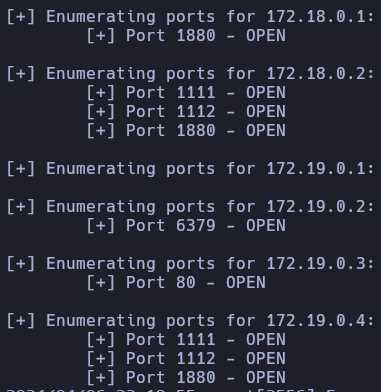 [+] Enumerating ports for 172.18.0.1:
[+] Port 1880 - OPEN
[+] Enumerating ports for 172.18.0.2:
[+] Port 1111 - OPEN
[+] Port 1112 - OPEN
[+] Port 1880 - OPEN
[+] Enumerating ports for 172.19.0.1:
[+] Enumerating ports for 172.19.0.2:
[+] Port 6379 - OPEN
[+] Enumerating ports for 172.19.0.3:
[+] Port 80 - OPEN
[+] Enumerating ports for 172.19.0.4:
[+] Port 1111 - OPEN
[+] Port 1112 - OPEN
[+] Port 1880 - OPEN